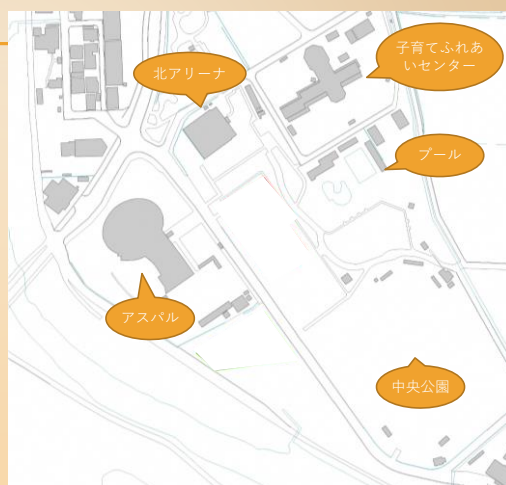 子育てふれあ
いセンター
北アリーナ
プール
アスパル
中央公園